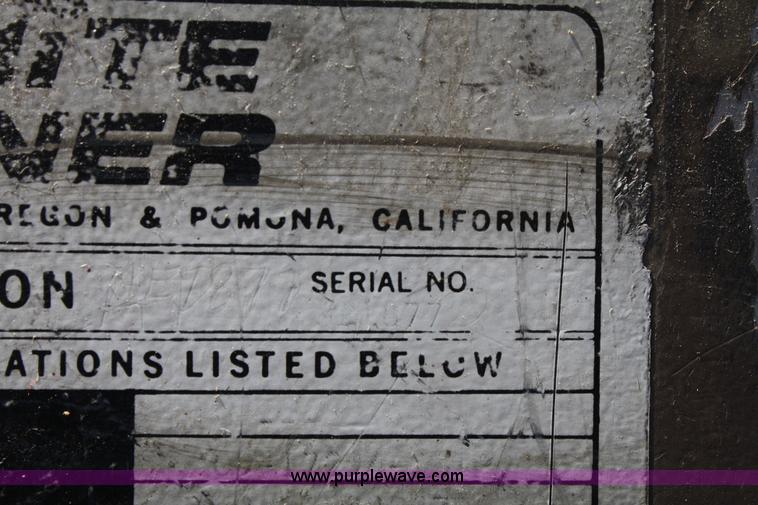 ITE
NER
REGON & POMONA, CALIFORNIA
ON SERIAL NO.
ATIONS LISTED BELOW
www.purplewave.com